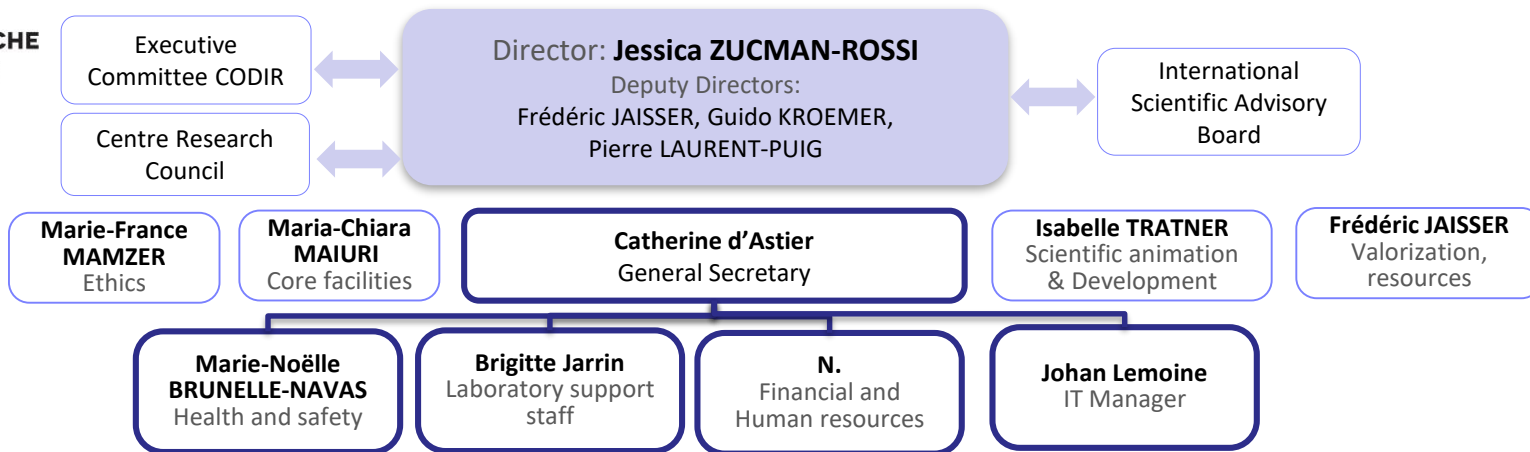 CHE
Executive
Committee CODIR
Director: Jessica ZUCMAN-ROSSI
Deputy Directors:
Frédéric JAISSER, Guido KROEMER,
Pierre LAURENT-PUIG
International
Scientific Advisory
Board
Centre Research
Council
Marie-France
MAMZER
Ethics
Maria-Chiara
MAIURI
Core facilities
Catherine d’Astier
General Secretary
Isabelle TRATNER
Scientific animation
& Development
Frédéric JAISSER
Valorization,
resources
Marie-Noëlle
BRUNELLE-NAVAS
Health and safety
Brigitte Jarrin
Laboratory support
staff
N.
Financial and
Human resources
Johan Lemoine
IT Manager